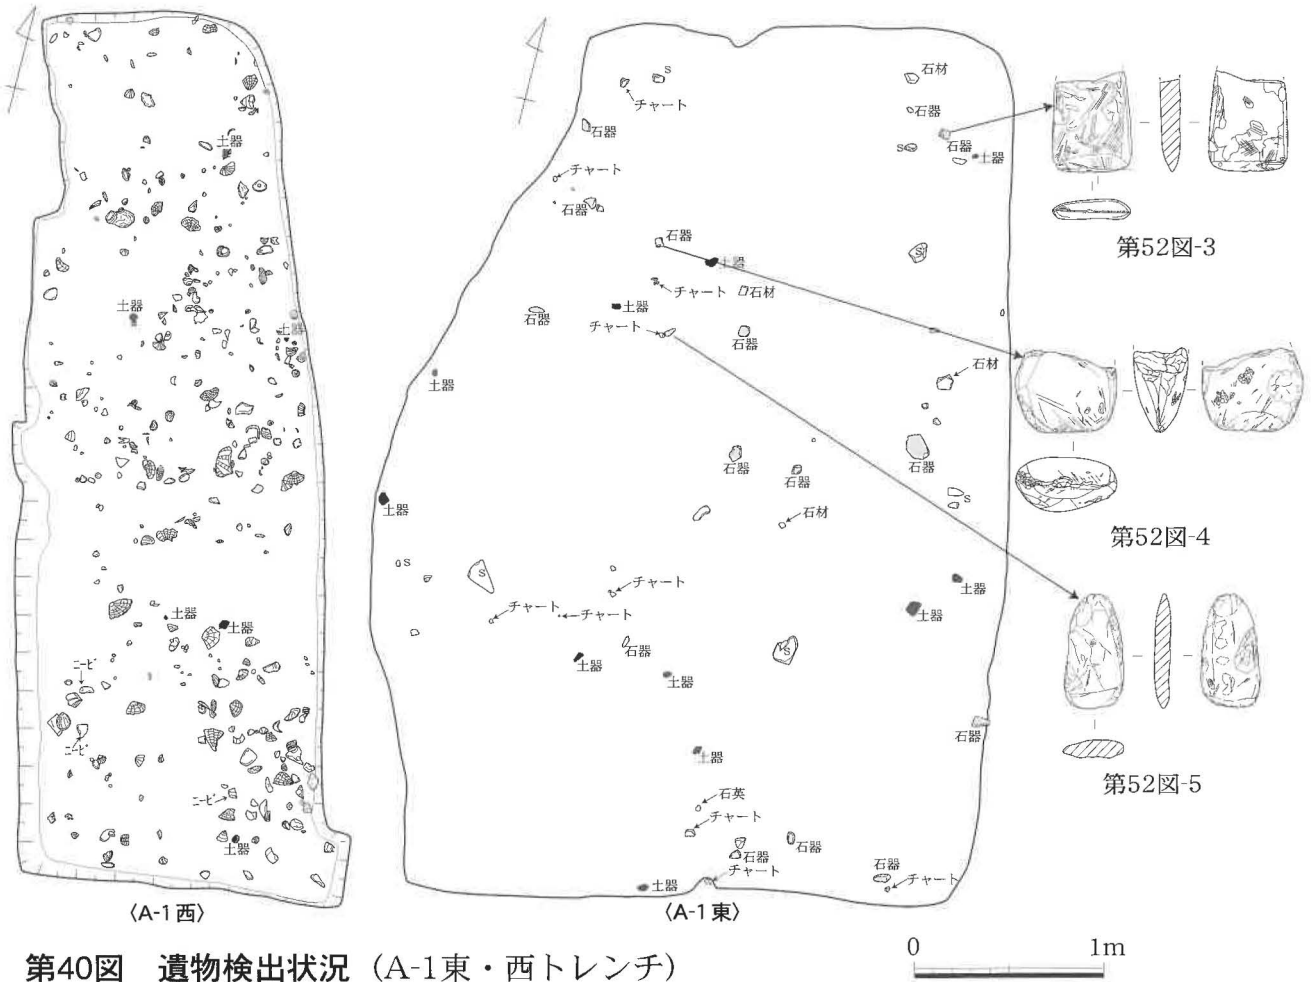 土器
土器
土器
土器
土器
ニービ
ニービ
ニービ
土器
〈A-1西〉
S
チャート
石器
チャート
石器
石材
石器
石器
S
土器
石器
土器
チャート
石材
S
石器
土器
チャート
石器
土器
石材
石器
石器
石器
S
土器
石材
S
S
チャート
チャート
チャート
土器
土器
石器
土器
土器
S
石器
土器
石英
チャート
石器
石器
チャート
石器
チャート
土器
〈A-1東〉
第52図-3
第52図-4
第52図-5
0 1m
第40図 遺物検出状況（A-1東・西トレンチ）